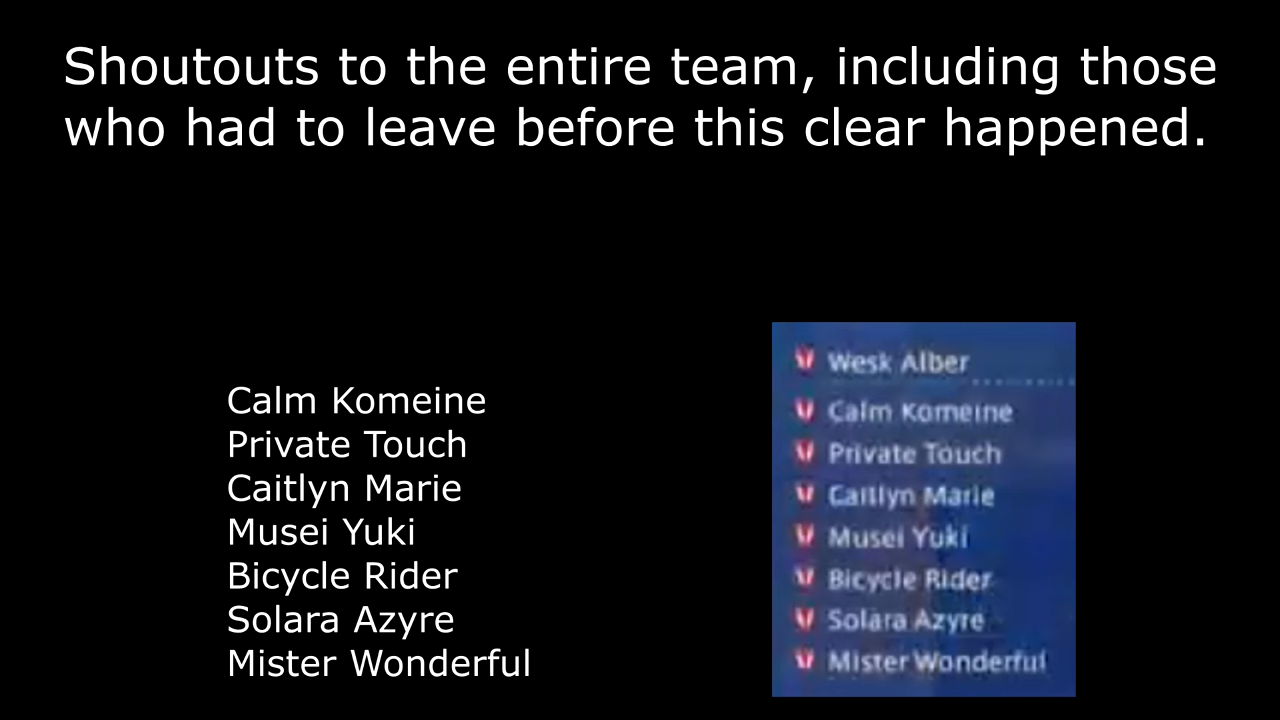 Shoutouts to the entire team, including those
who had to leave before this clear happened.
Calm Komeine
Private Touch
Caitlyn Marie
Musei Yuki
Bicycle Rider
Solara Azyre
Mister Wonderful
Wesk Alber
Calm Komeine
Private Touch
Caitlyn Marie
Musei Yuki
Bicycle Rider
Solara Azyre
Mister Wonderful